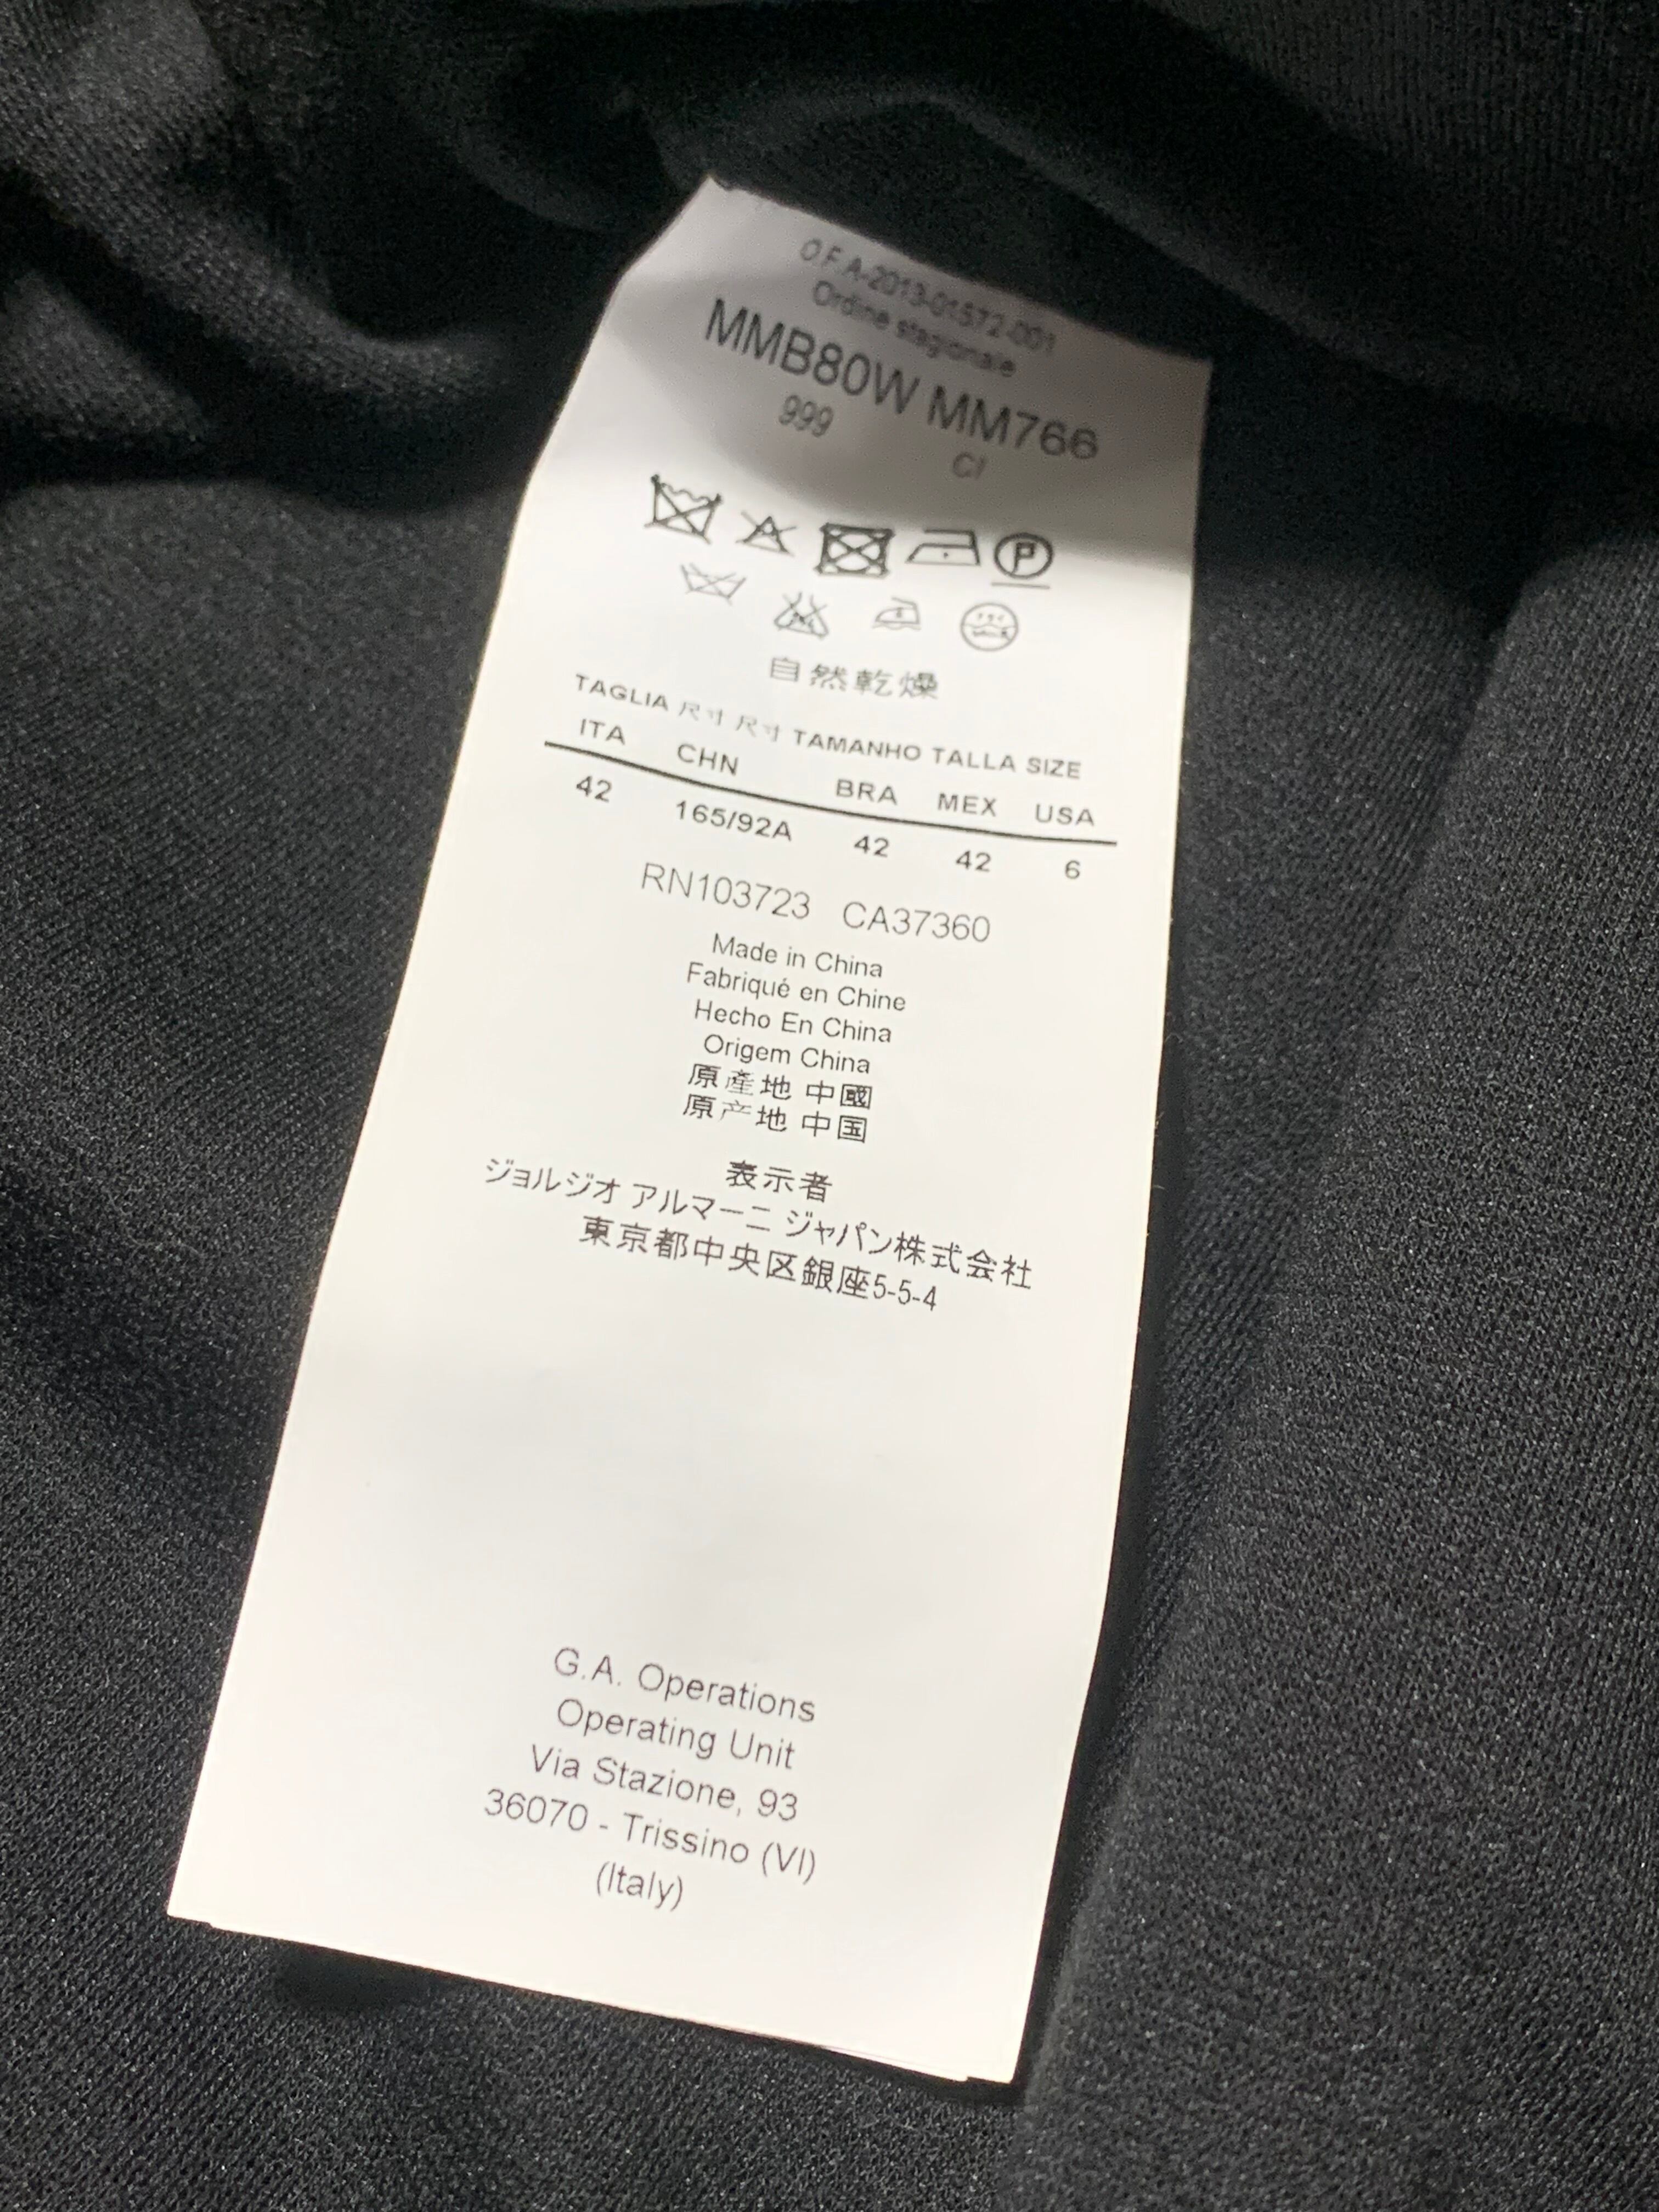 O.F.A-2013-01572-001
Ordine stagionale
MMB80W MM766
999 CI
P
自然乾燥
TAGLIA 尺寸 尺寸 TAMANHO TALLA SIZE
ITA CHN BRA MEX USA
42 165/92A 42 42 6
RN103723 CA37360
Made in China
Fabriqué en Chine
Hecho En China
Origem China
原產地 中國
原产地 中国
表示者
ジョルジオ アルマーニ ジャパン株式会社
東京都中央区銀座5-5-4
G.A. Operations
Operating Unit
Via Stazione, 93
36070 - Trissino (VI)
(Italy)